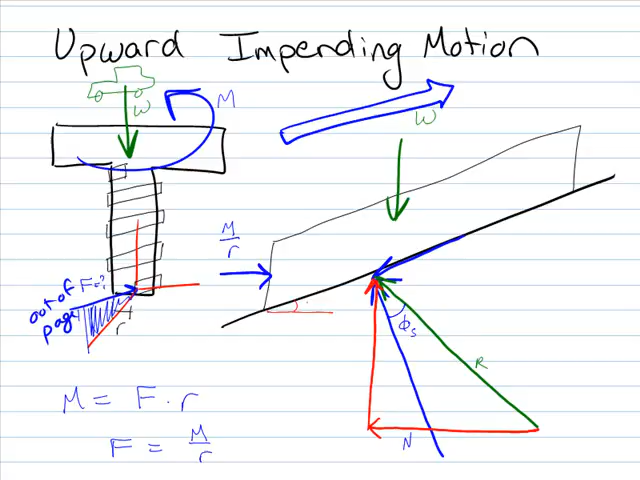 Upward Impending Motion
W
M
W
M/r
out of F=?
page
r
ϕs
R
N
M = F · r
F = M/r